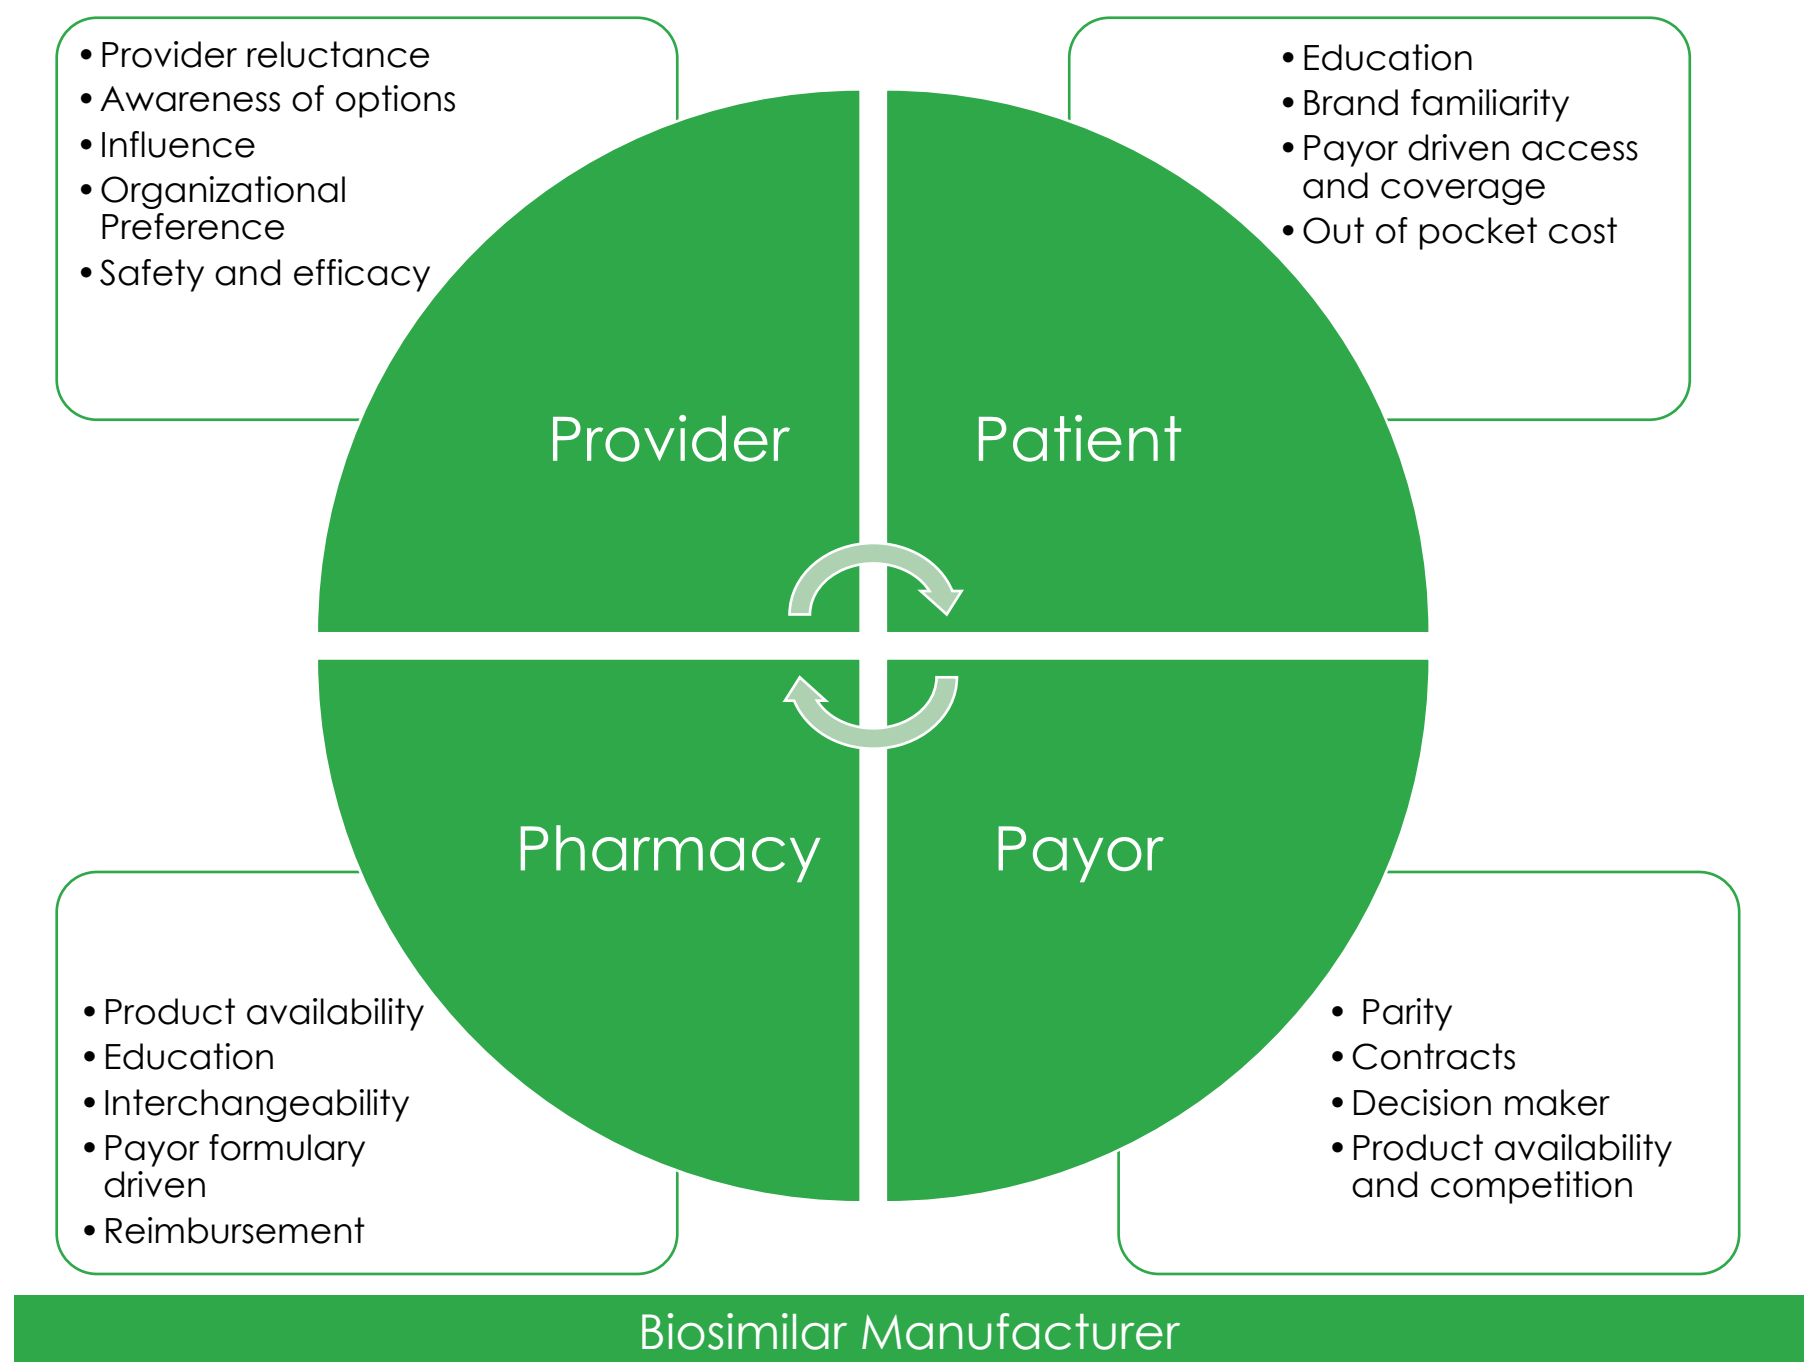 • Provider reluctance
• Awareness of options
• Influence
• Organizational
Preference
• Safety and efficacy
• Education
• Brand familiarity
• Payor driven access
and coverage
• Out of pocket cost
Provider
Patient
Pharmacy
Payor
• Product availability
• Education
• Interchangeability
• Payor formulary
driven
• Reimbursement
• Parity
• Contracts
• Decision maker
• Product availability
and competition
Biosimilar Manufacturer